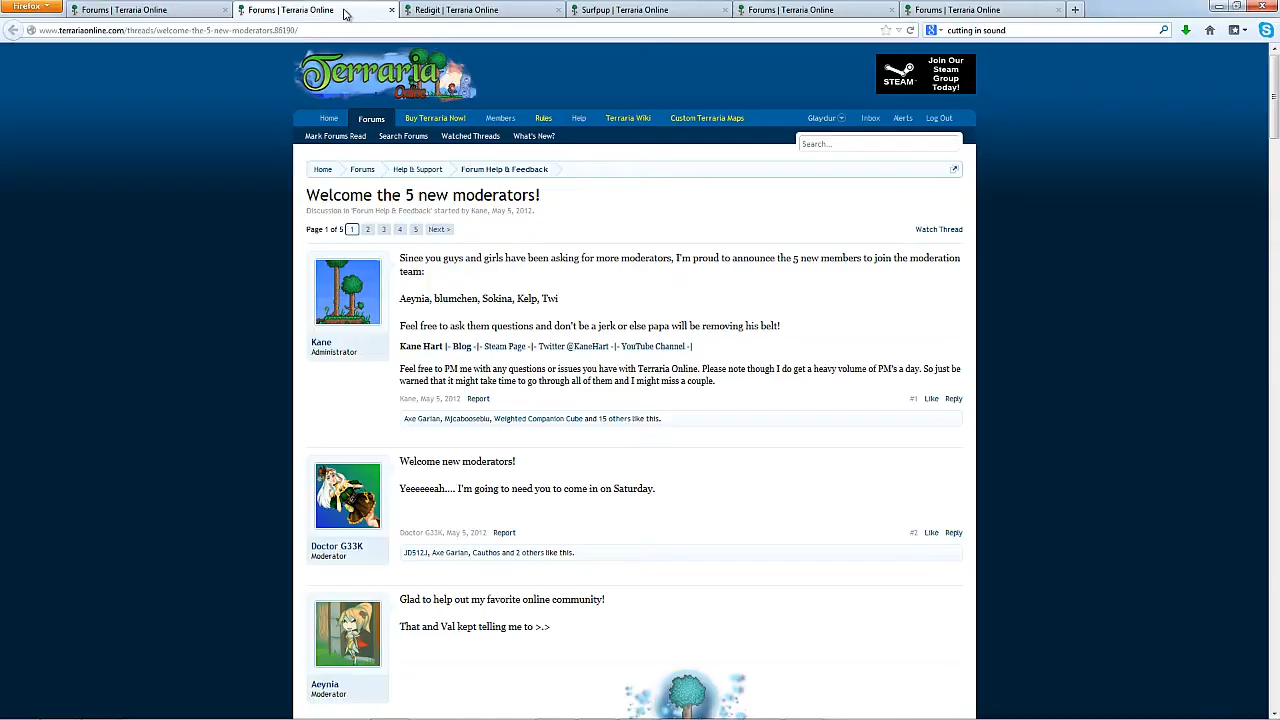 Firefox
Forums | Terraria Online
Forums | Terraria Online
Redigit | Terraria Online
Surfpup | Terraria Online
Forums | Terraria Online
Forums | Terraria Online
www.terrariaonline.com/threads/welcome-the-5-new-moderators.86190/
cutting in sound
Terraria
Online
STEAM
Join Our
Steam
Group
Today!
Home
Forums
Buy Terraria Now!
Members
Rules
Help
Terraria Wiki
Custom Terraria Maps
Glaydur
Inbox
Alerts
Log Out
Mark Forums Read
Search Forums
Watched Threads
What's New?
Search...
Home
Forums
Help & Support
Forum Help & Feedback
Welcome the 5 new moderators!
Discussion in 'Forum Help & Feedback' started by Kane, May 5, 2012.
Page 1 of 5 1 2 3 4 5 Next >
Watch Thread
Since you guys and girls have been asking for more moderators, I'm proud to announce the 5 new members to join the moderation
team:
Aeynia, blumchen, Sokina, Kelp, Twi
Feel free to ask them questions and don't be a jerk or else papa will be removing his belt!
Kane Hart |- Blog -|- Steam Page -|- Twitter @KaneHart -|- YouTube Channel -|
Feel free to PM me with any questions or issues you have with Terraria Online. Please note though I do get a heavy volume of PM's a day. So just be
warned that it might take time to go through all of them and I might miss a couple.
Kane
Administrator
Kane, May 5, 2012 Report
#1 Like Reply
Axe Garian, Mjcabooseblu, Weighted Companion Cube and 15 others like this.
Welcome new moderators!
Yeeeeeah.... I'm going to need you to come in on Saturday.
Doctor G33K
Moderator
Doctor G33K, May 5, 2012 Report
#2 Like Reply
JD512J, Axe Garian, Cauthos and 2 others like this.
Glad to help out my favorite online community!
That and Val kept telling me to >.>
Aeynia
Moderator